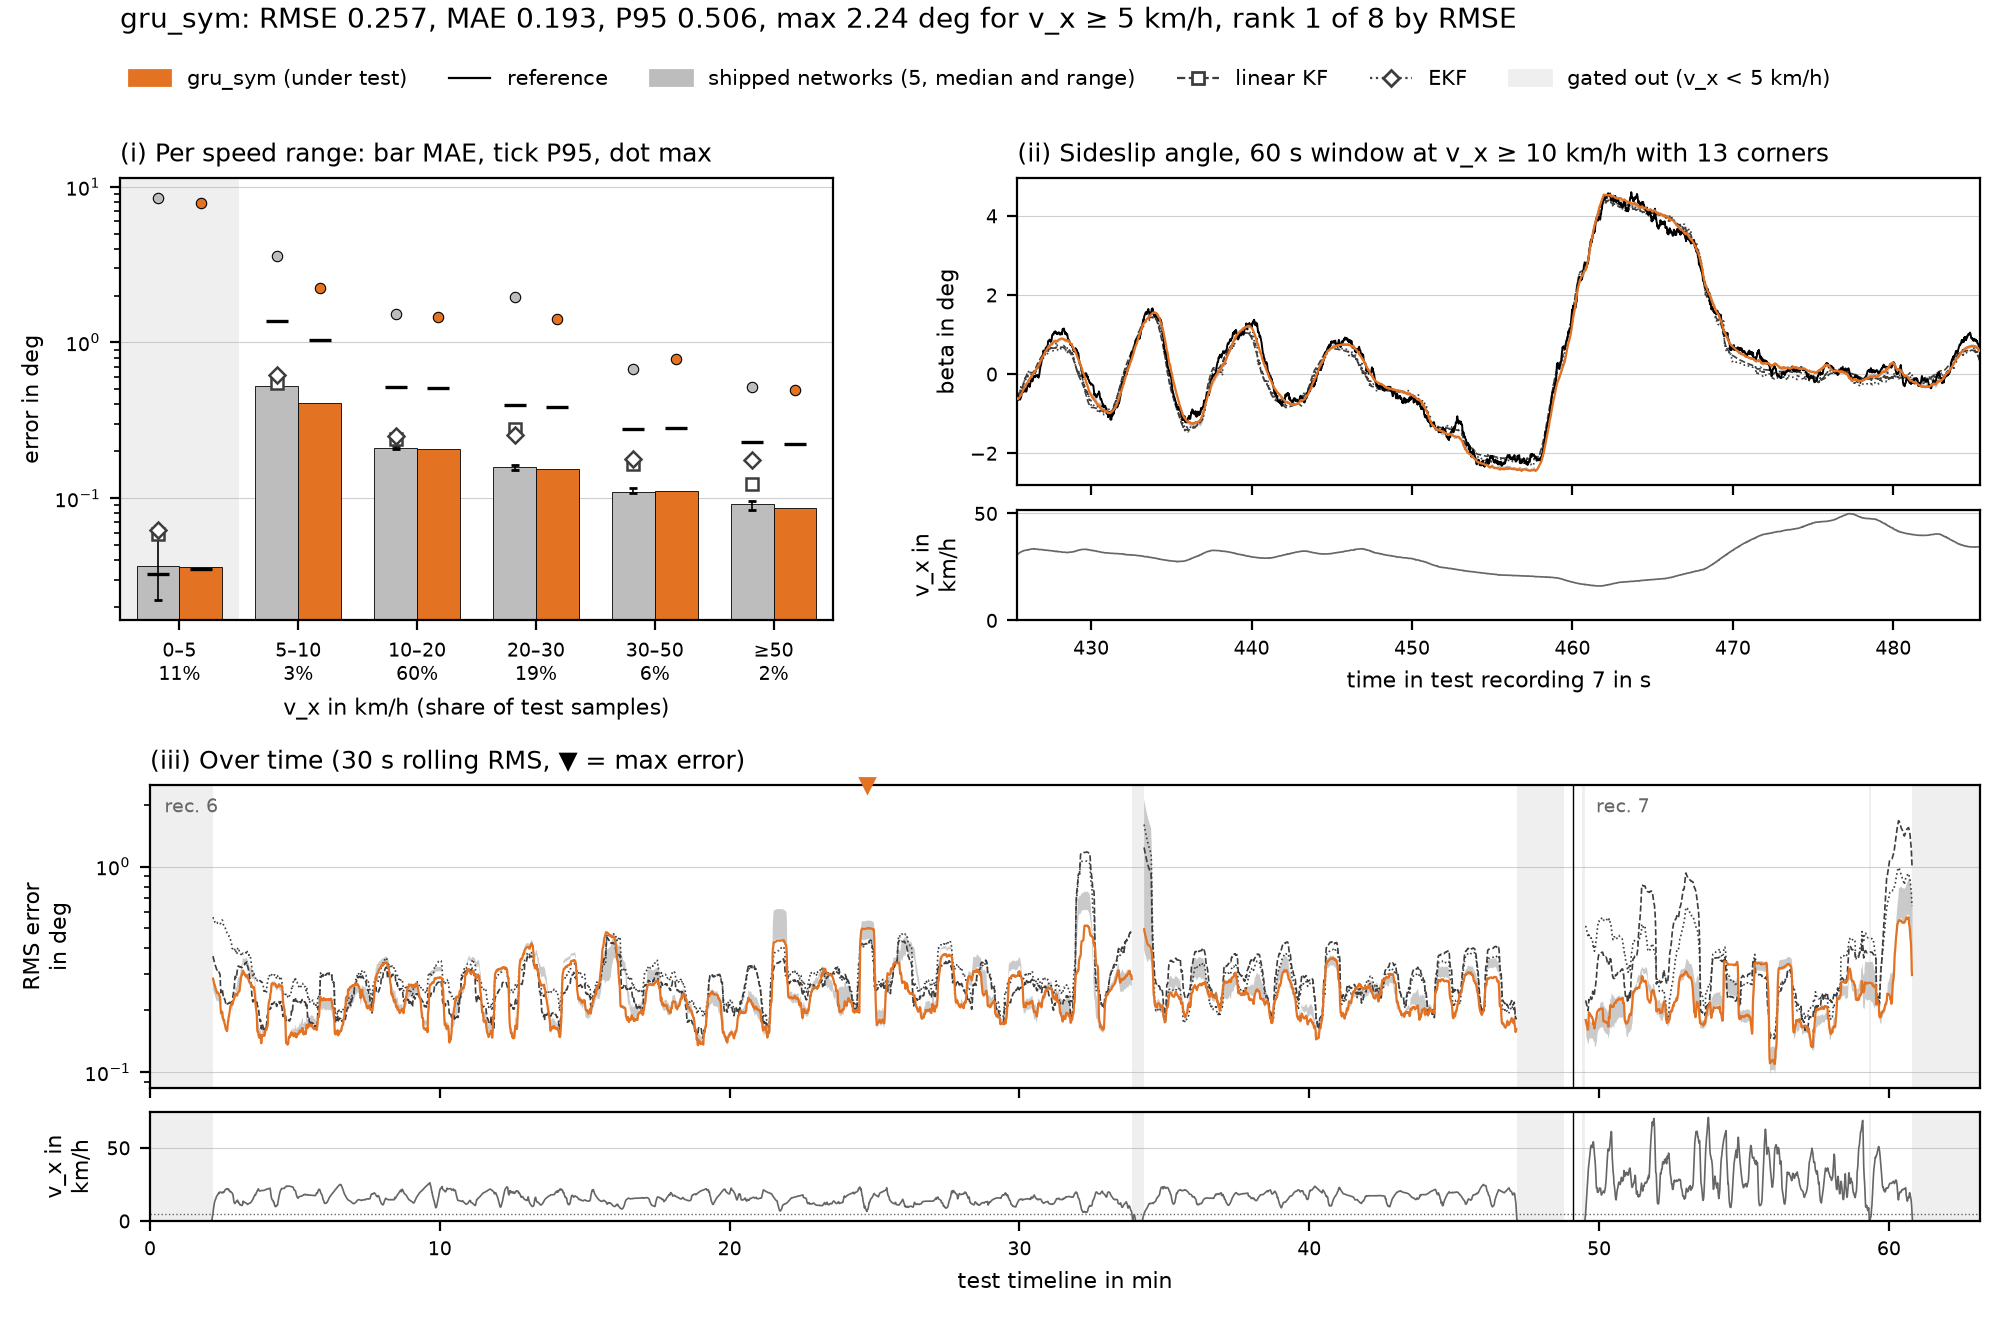 gru_sym: RMSE 0.257, MAE 0.193, P95 0.506, max 2.24 deg for v_x ≥ 5 km/h, rank 1 of 8 by RMSE
gru_sym (under test) reference shipped networks (5, median and range) linear KF EKF gated out (v_x < 5 km/h)
(i) Per speed range: bar MAE, tick P95, dot max
error in deg
10¹
10⁰
10⁻¹
0–5 5–10 10–20 20–30 30–50 ≥50
11% 3% 60% 19% 6% 2%
v_x in km/h (share of test samples)
(ii) Sideslip angle, 60 s window at v_x ≥ 10 km/h with 13 corners
beta in deg
4
2
0
−2
v_x in
km/h
50
0
430 440 450 460 470 480
time in test recording 7 in s
(iii) Over time (30 s rolling RMS, ▼ = max error)
rec. 6 rec. 7
RMS error
in deg
10⁰
10⁻¹
v_x in
km/h
50
0
0 10 20 30 40 50 60
test timeline in min